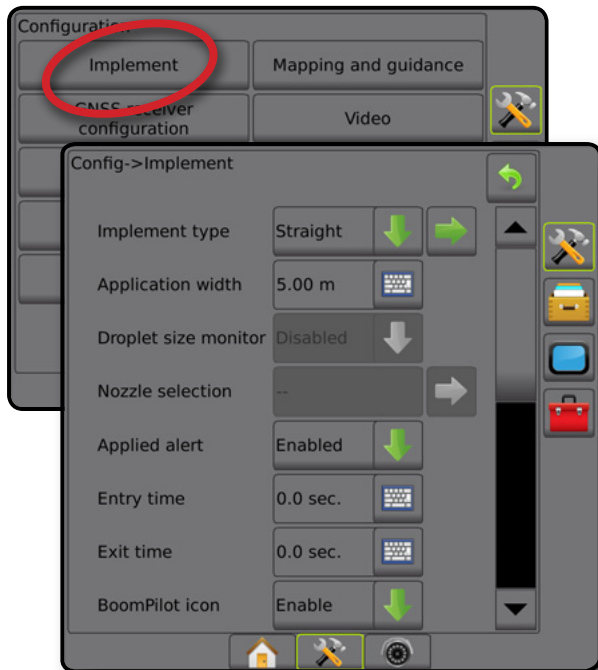 Configuration
Implement
Mapping and guidance
GNSS receiver
configuration
Video
Config->Implement
Implement type
Straight
Application width
5.00 m
Droplet size monitor
Disabled
Nozzle selection
--
Applied alert
Enabled
Entry time
0.0 sec.
Exit time
0.0 sec.
BoomPilot icon
Enable